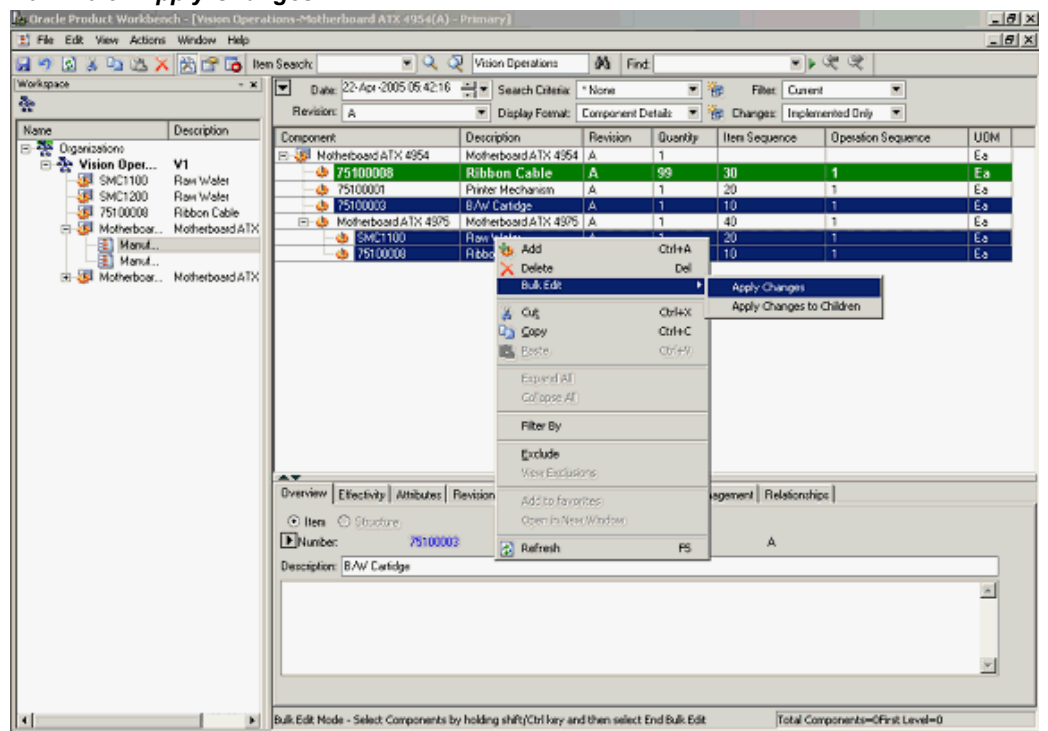 Oracle Product Workbench - [Vision Operations-Motherboard ATX 4954(A) - Primary]
File Edit View Actions Window Help
Item Search: Vision Operations Find:
Workspace
Name Description
Organizations
Vision Oper... V1
SMC1100 Raw Wafer
SMC1200 Raw Wafer
75100008 Ribbon Cable
Motherboar... Motherboard ATX
Manuf...
Manuf...
Motherboar... Motherboard ATX
Date: 22-Apr-2005 05:42:16 Search Criteria: * None Filter: Current
Revision: A Display Format: Component Details Changes: Implemented Only
Component Description Revision Quantity Item Sequence Operation Sequence UOM
Motherboard ATX 4954 Motherboard ATX 4954 A 1 Ea
75100008 Ribbon Cable A 99 30 1 Ea
75100001 Printer Mechanism A 1 20 1 Ea
75100003 B/W Cartidge A 1 10 1 Ea
Motherboard ATX 4975 Motherboard ATX 4975 A 1 40 1 Ea
SMC1100 Raw Wafer A 1 20 1 Ea
75100008 Ribbo 10 1 Ea
Add Ctrl+A
Delete Del
Bulk Edit
Apply Changes
Apply Changes to Children
Cut Ctrl+X
Copy Ctrl+C
Paste Ctrl+V
Expand All
Collapse All
Filter By
Exclude
View Exclusions
Add to favorites
Open in New Window
Refresh F5
Overview Effectivity Attributes Revision agement Relationships
Item Structure
Number: 75100003 A
Description: B/W Cartidge
Bulk Edit Mode - Select Components by holding shift/Ctrl key and then select End Bulk Edit Total Components=0First Level=0